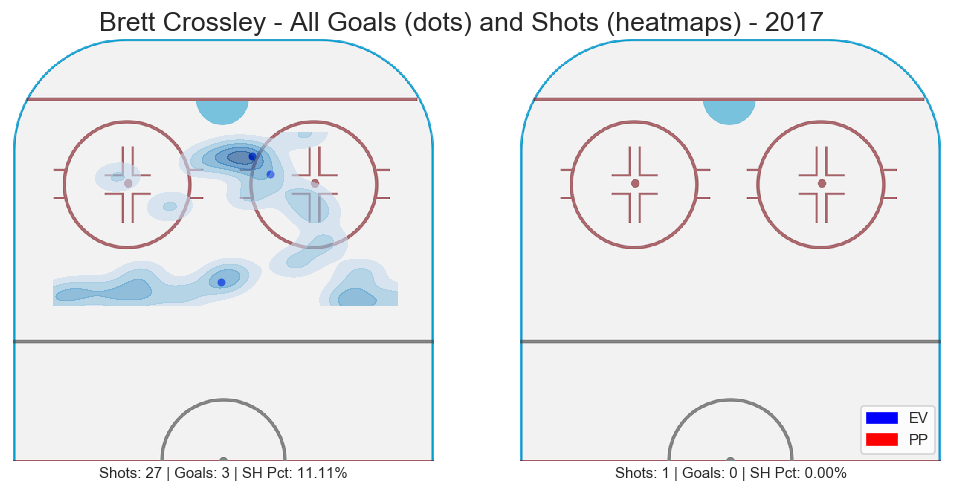 Brett Crossley - All Goals (dots) and Shots (heatmaps) - 2017
EV
PP
Shots: 27 | Goals: 3 | SH Pct: 11.11%
Shots: 1 | Goals: 0 | SH Pct: 0.00%